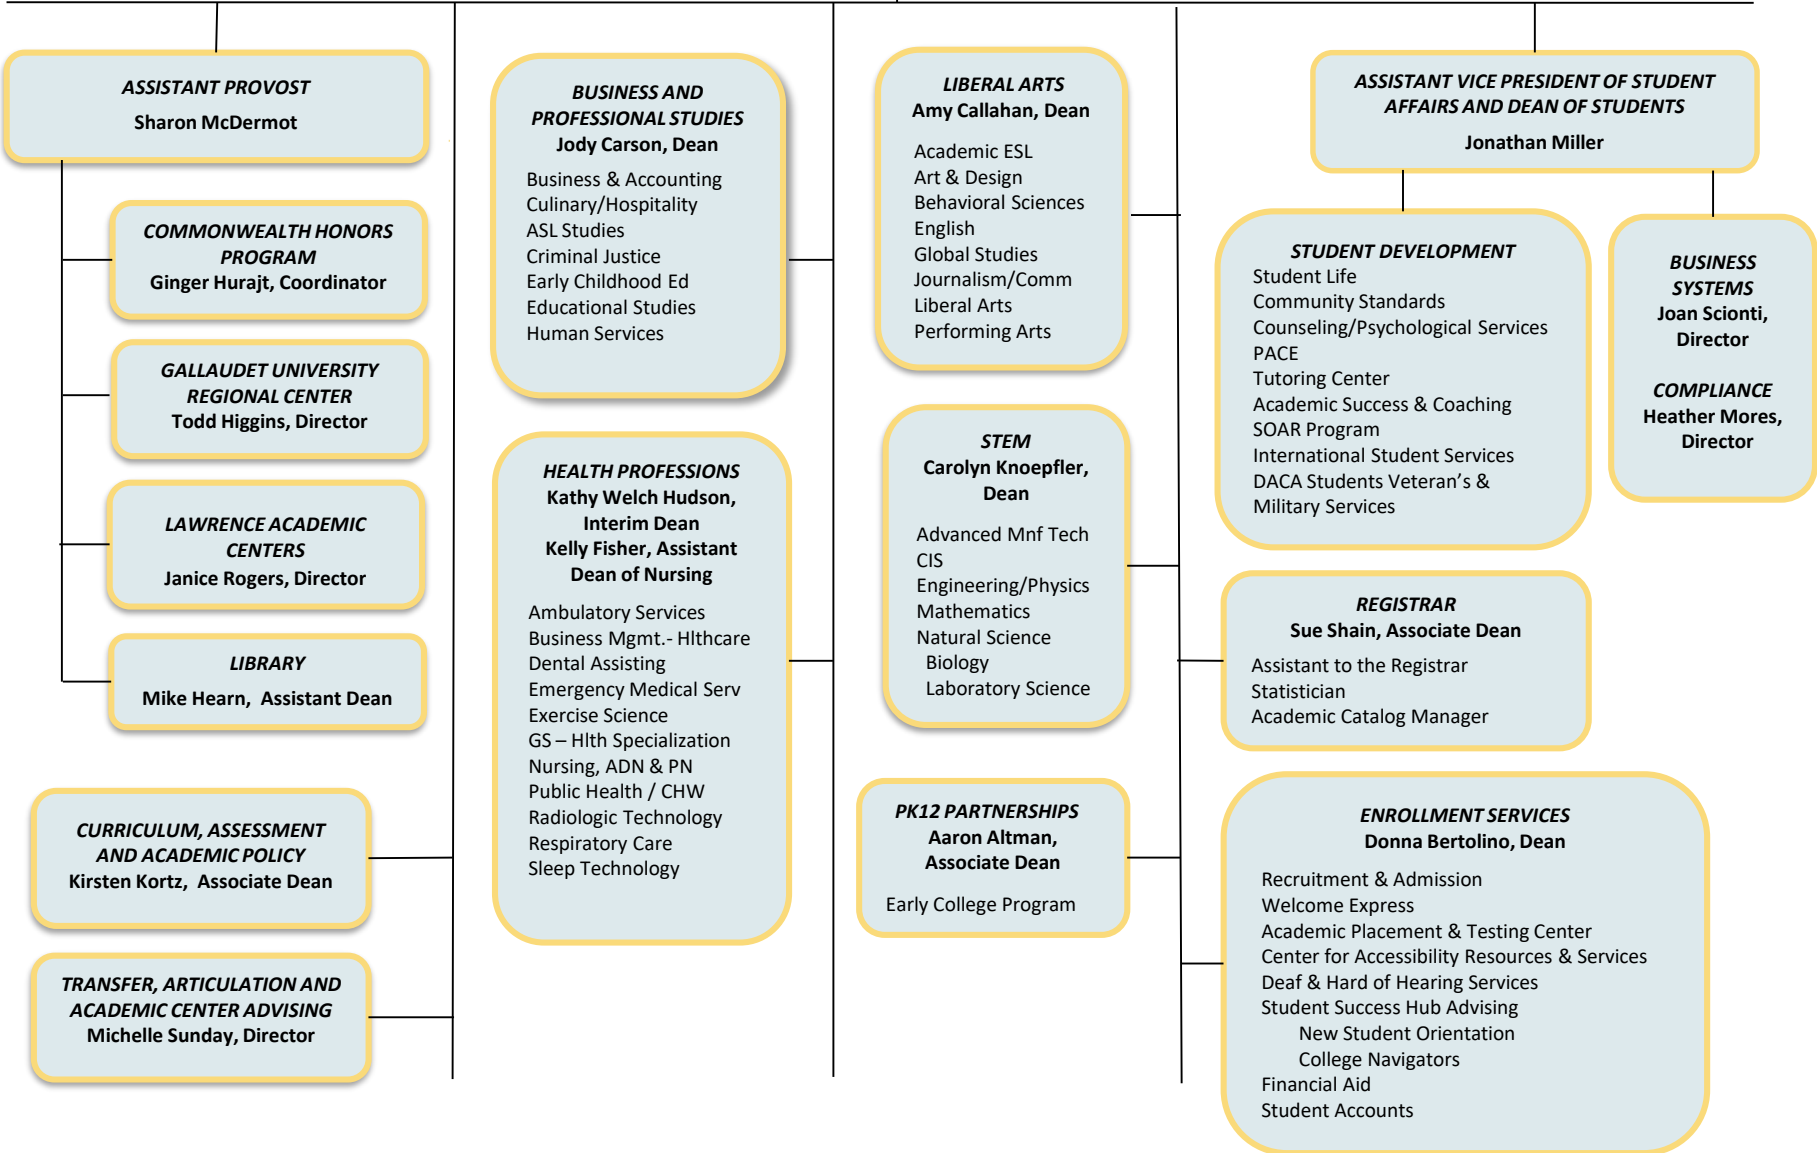 ASSISTANT PROVOST
Sharon McDermot
COMMONWEALTH HONORS
PROGRAM
Ginger Hurajt, Coordinator
GALLAUDET UNIVERSITY
REGIONAL CENTER
Todd Higgins, Director
LAWRENCE ACADEMIC
CENTERS
Janice Rogers, Director
LIBRARY
Mike Hearn, Assistant Dean
CURRICULUM, ASSESSMENT
AND ACADEMIC POLICY
Kirsten Kortz, Associate Dean
TRANSFER, ARTICULATION AND
ACADEMIC CENTER ADVISING
Michelle Sunday, Director
BUSINESS AND
PROFESSIONAL STUDIES
Jody Carson, Dean
Business & Accounting
Culinary/Hospitality
ASL Studies
Criminal Justice
Early Childhood Ed
Educational Studies
Human Services
HEALTH PROFESSIONS
Kathy Welch Hudson,
Interim Dean
Kelly Fisher, Assistant
Dean of Nursing
Ambulatory Services
Business Mgmt.- Hlthcare
Dental Assisting
Emergency Medical Serv
Exercise Science
GS – Hlth Specialization
Nursing, ADN & PN
Public Health / CHW
Radiologic Technology
Respiratory Care
Sleep Technology
LIBERAL ARTS
Amy Callahan, Dean
Academic ESL
Art & Design
Behavioral Sciences
English
Global Studies
Journalism/Comm
Liberal Arts
Performing Arts
STEM
Carolyn Knoepfler,
Dean
Advanced Mnf Tech
CIS
Engineering/Physics
Mathematics
Natural Science
Biology
Laboratory Science
PK12 PARTNERSHIPS
Aaron Altman,
Associate Dean
Early College Program
ASSISTANT VICE PRESIDENT OF STUDENT
AFFAIRS AND DEAN OF STUDENTS
Jonathan Miller
STUDENT DEVELOPMENT
Student Life
Community Standards
Counseling/Psychological Services
PACE
Tutoring Center
Academic Success & Coaching
SOAR Program
International Student Services
DACA Students Veteran’s &
Military Services
BUSINESS
SYSTEMS
Joan Scionti,
Director
COMPLIANCE
Heather Mores,
Director
REGISTRAR
Sue Shain, Associate Dean
Assistant to the Registrar
Statistician
Academic Catalog Manager
ENROLLMENT SERVICES
Donna Bertolino, Dean
Recruitment & Admission
Welcome Express
Academic Placement & Testing Center
Center for Accessibility Resources & Services
Deaf & Hard of Hearing Services
Student Success Hub Advising
New Student Orientation
College Navigators
Financial Aid
Student Accounts